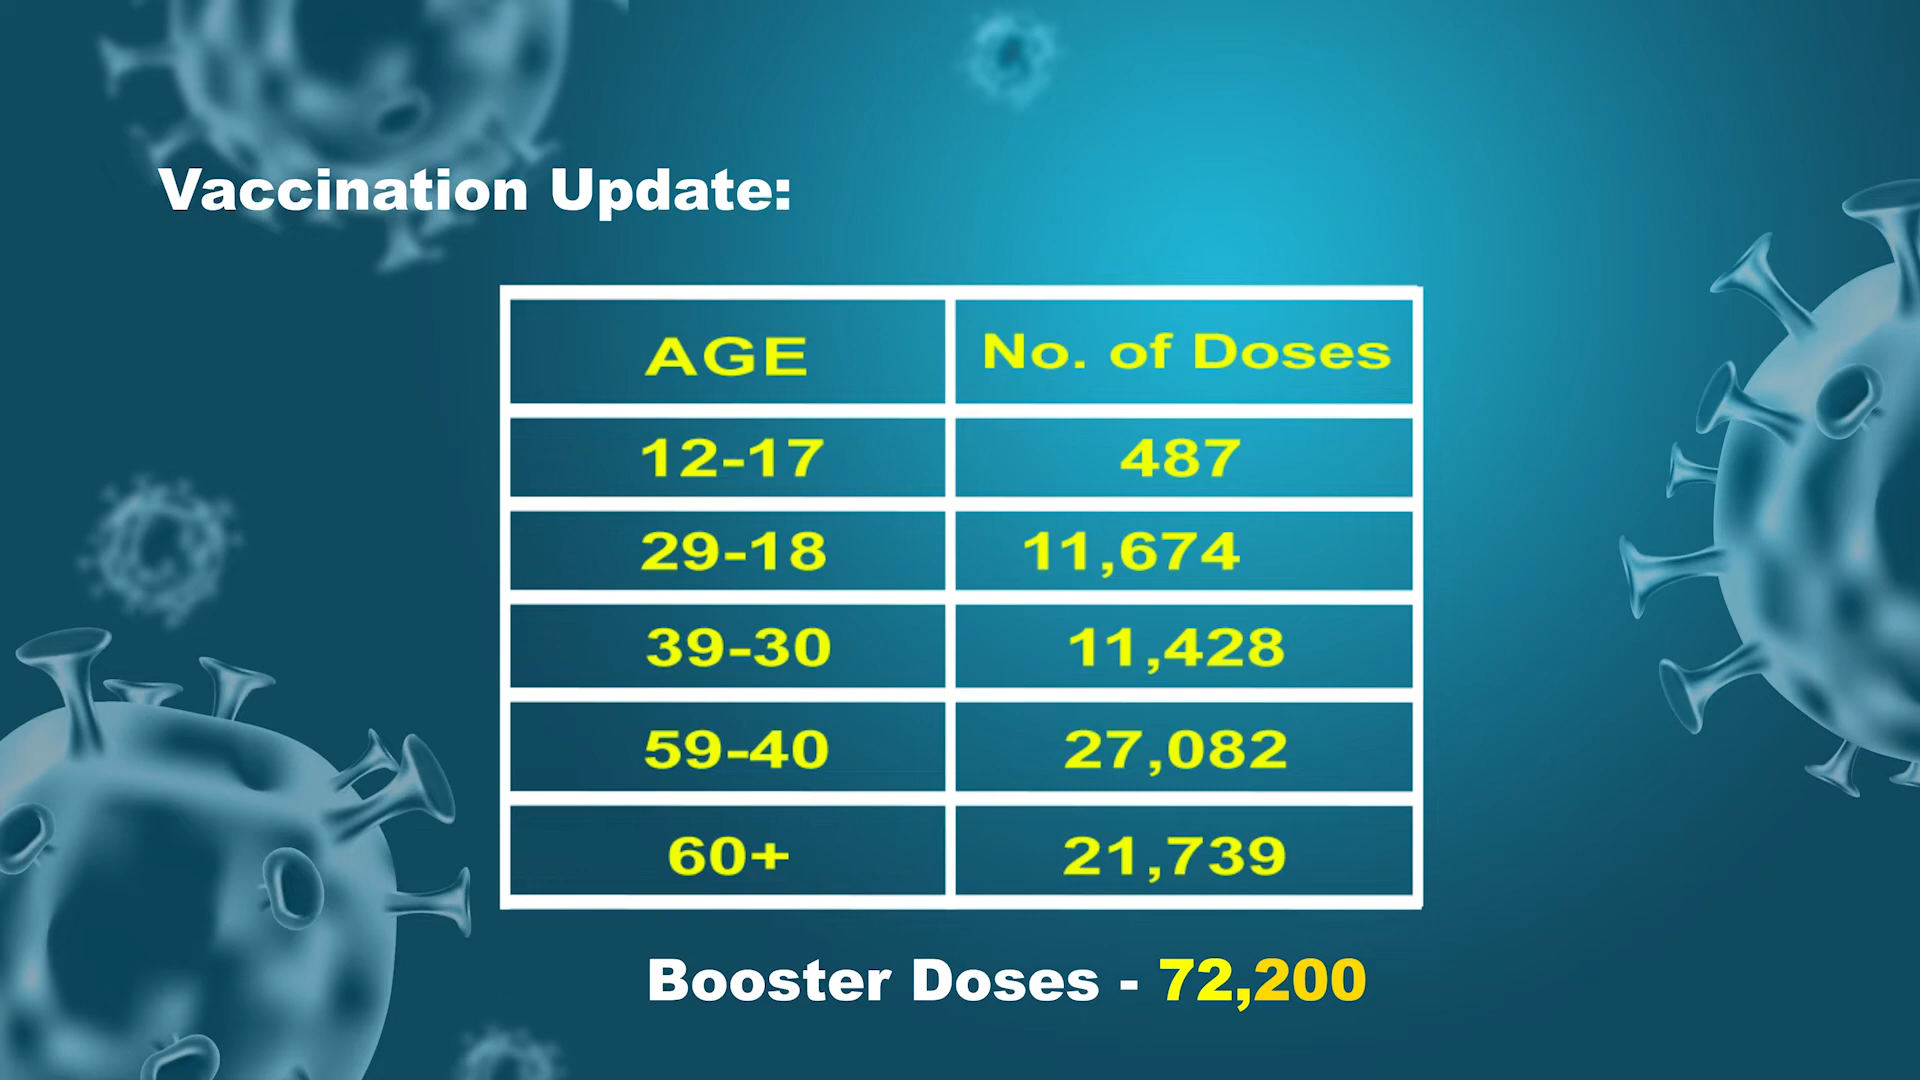 Vaccination Update:
AGE No. of Doses
12-17 487
29-18 11,674
39-30 11,428
59-40 27,082
60+ 21,739
Booster Doses - 72,200